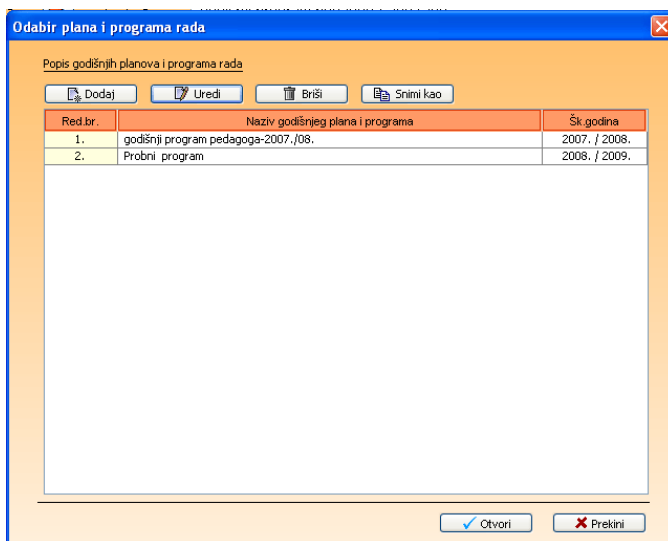 Odabir plana i programa rada
Popis godišnjih planova i programa rada
Dodaj Uredi Briši Snimi kao
Red.br. Naziv godišnjeg plana i programa Šk.godina
1. godišnji program pedagoga-2007./08. 2007. / 2008.
2. Probni program 2008. / 2009.
Otvori Prekini